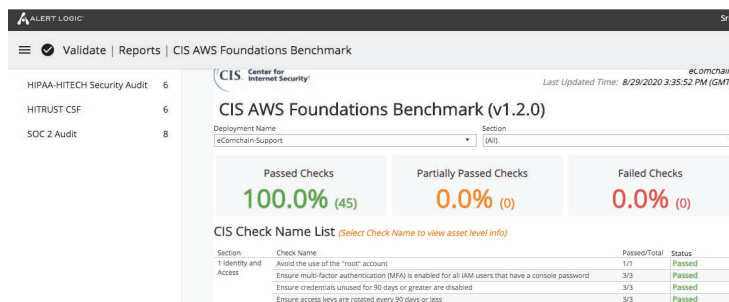 ALERT LOGIC®
Sr
Validate | Reports | CIS AWS Foundations Benchmark
HIPAA-HITECH Security Audit 6
HITRUST CSF 6
SOC 2 Audit 8
CIS. Center for
Internet Security®
eComchain
Last Updated Time: 8/29/2020 3:35:52 PM (GMT
CIS AWS Foundations Benchmark (v1.2.0)
Deployment Name Section
eComchain-Support (All)
Passed Checks Partially Passed Checks Failed Checks
100.0% (45) 0.0% (0) 0.0% (0)
CIS Check Name List (Select Check Name to view asset level info)
Section Check Name Passed/Total Status
1 Identity and Avoid the use of the "root" account 1/1 Passed
Access Ensure multi-factor authentication (MFA) is enabled for all IAM users that have a console password 3/3 Passed
Ensure credentials unused for 90 days or greater are disabled 3/3 Passed
Ensure access keys are rotated every 90 days or less 3/3 Passed